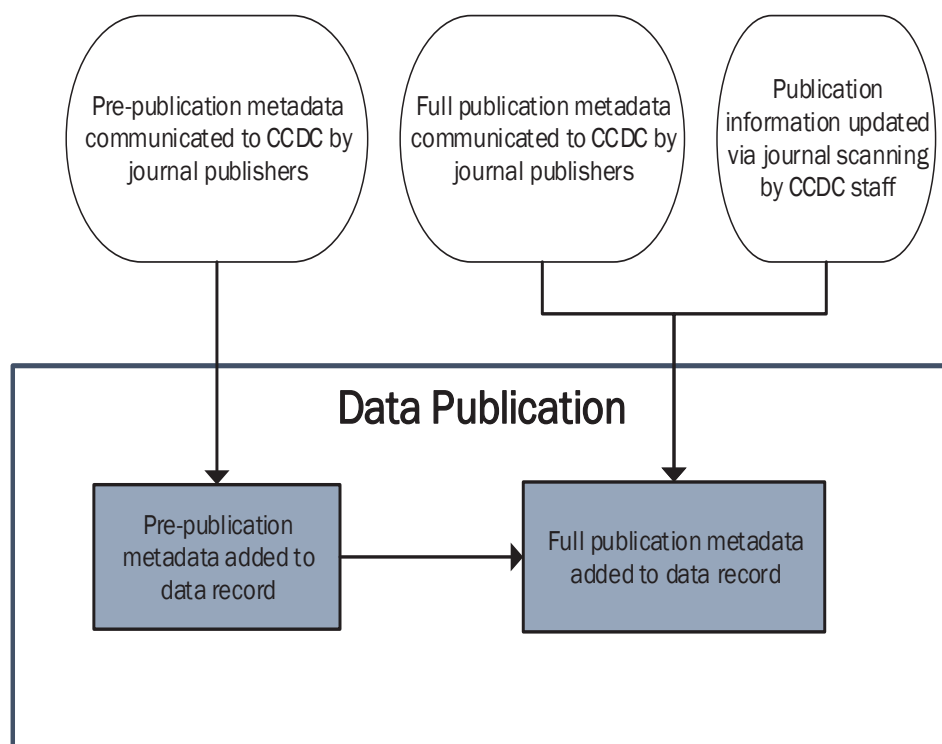 Pre-publication metadata
communicated to CCDC by
journal publishers
Full publication metadata
communicated to CCDC by
journal publishers
Publication
information updated
via journal scanning
by CCDC staff
Data Publication
Pre-publication
metadata added to
data record
Full publication metadata
added to data record